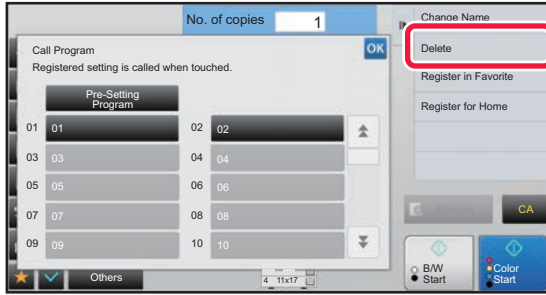 No. of copies 1
Change Name
Call Program
OK
Delete
Registered setting is called when touched.
Register in Favorite
Pre-Setting
Program
Register for Home
01 01 02 02
03 03 04 04
05 05 06 06
07 07 08 08
CA
09 09 10 10
Others
4 11x17
B/W
Start
Color
Start